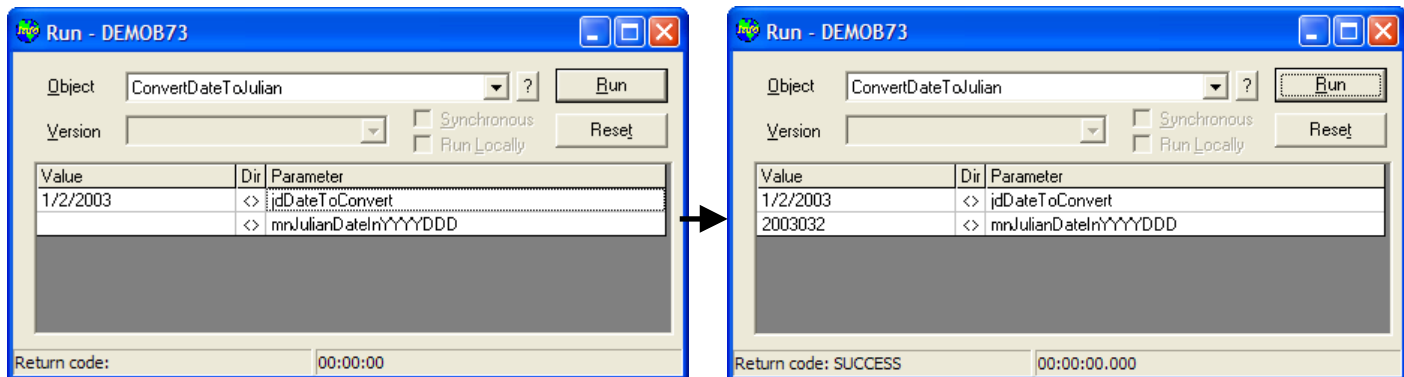 Run - DEMOB73
Object ConvertDateToJulian ? Run
Version Synchronous Run Locally Reset
Value Dir Parameter
1/2/2003 <> jdDateToConvert
<> mnJulianDateInYYYYDDD
Return code: 00:00:00
Run - DEMOB73
Object ConvertDateToJulian ? Run
Version Synchronous Run Locally Reset
Value Dir Parameter
1/2/2003 <> jdDateToConvert
2003032 <> mnJulianDateInYYYYDDD
Return code: SUCCESS 00:00:00.000